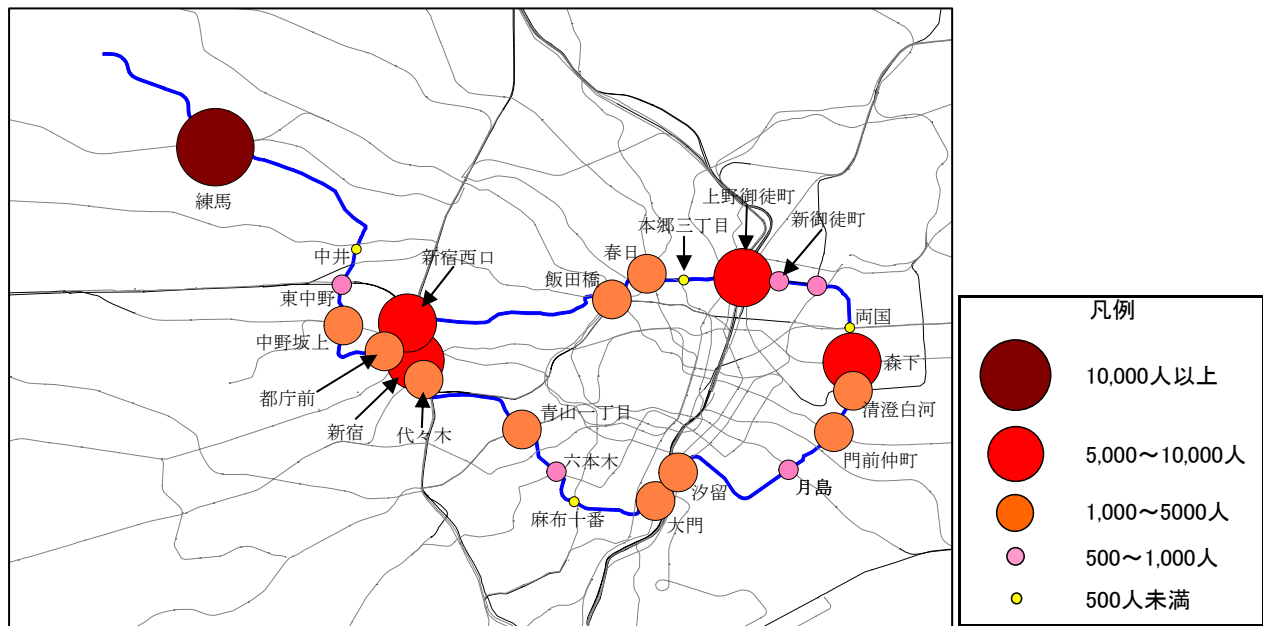 練馬
中井
東中野
中野坂上
都庁前
新宿
代々木
新宿西口
飯田橋
春日
本郷三丁目
上野御徒町
新御徒町
両国
森下
清澄白河
門前仲町
月島
汐留
大門
麻布十番
六本木
青山一丁目
凡例
10,000人以上
5,000～10,000人
1,000～5000人
500～1,000人
500人未満